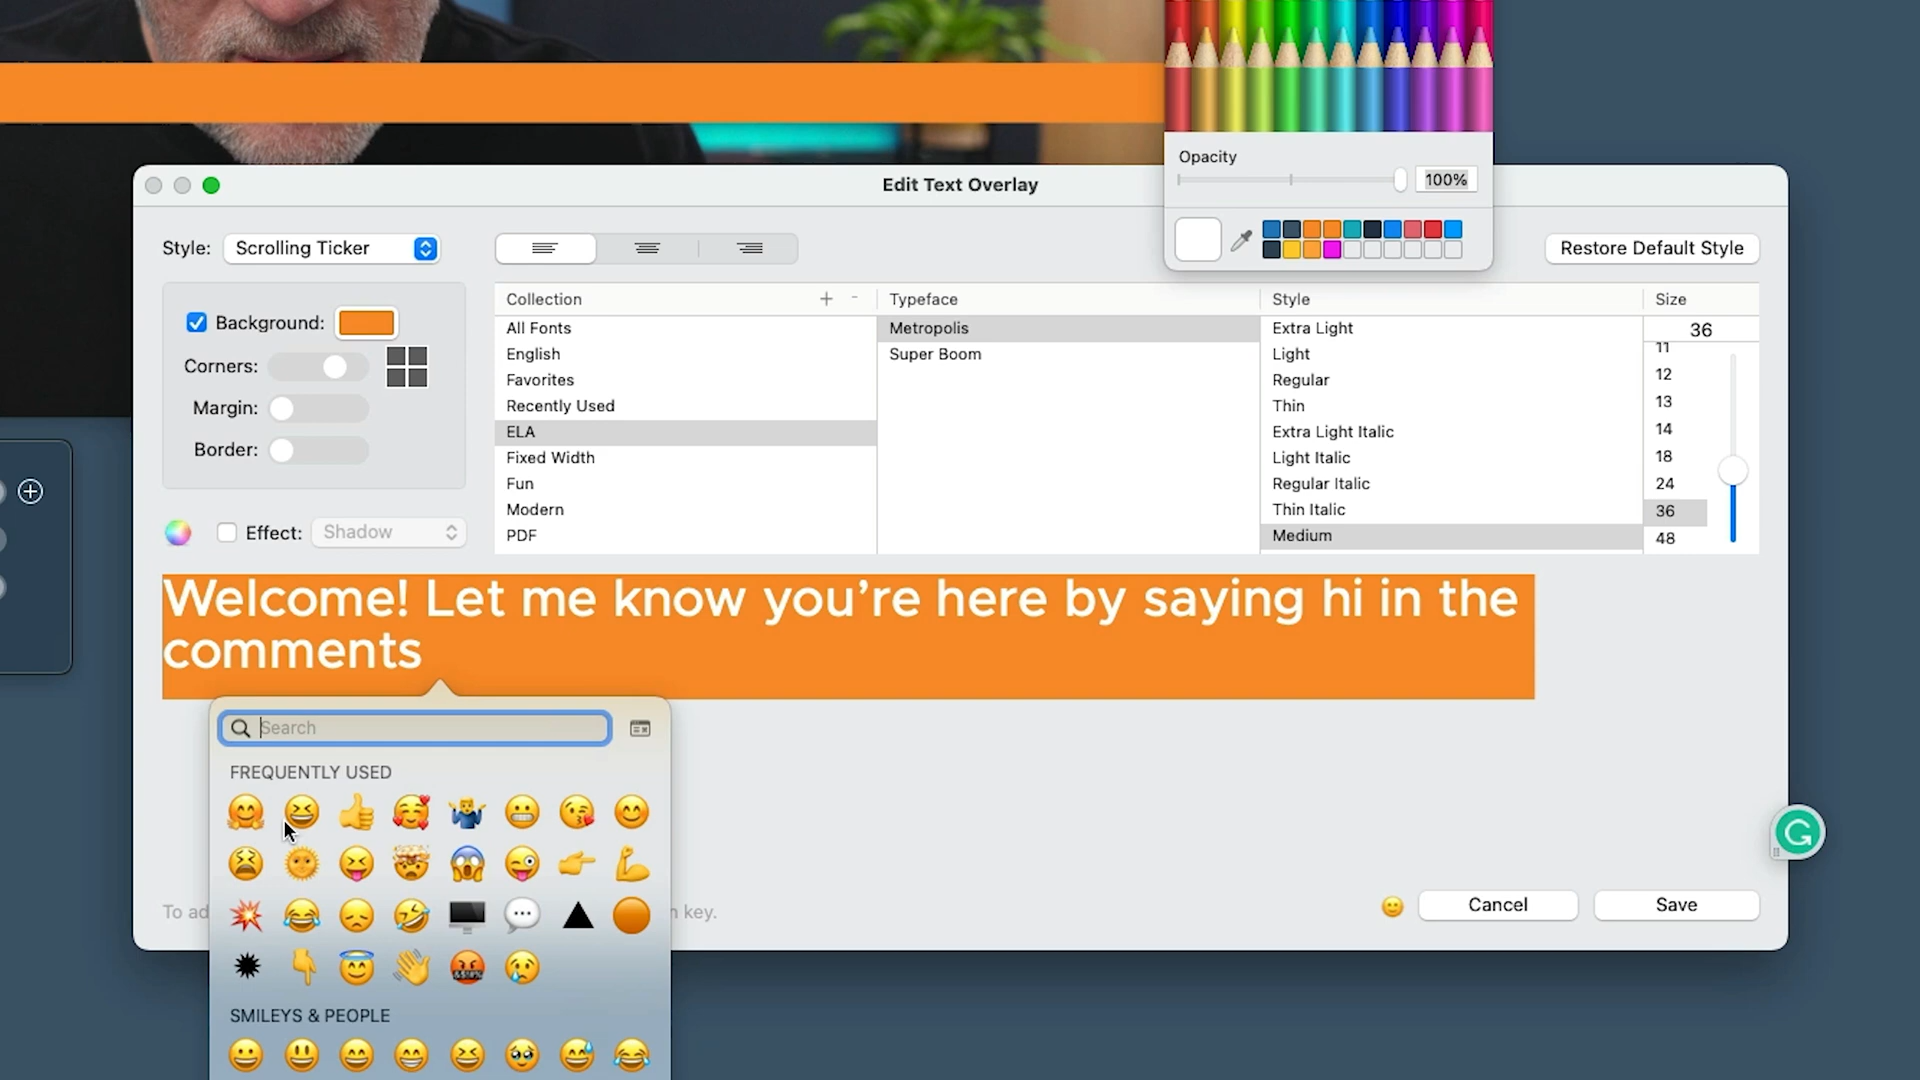 Opacity
100%
Edit Text Overlay
Style: Scrolling Ticker
Restore Default Style
Background:
Corners:
Margin:
Border:
Effect: Shadow
Collection + -
All Fonts
English
Favorites
Recently Used
ELA
Fixed Width
Fun
Modern
PDF
Typeface
Metropolis
Super Boom
Style
Extra Light
Light
Regular
Thin
Extra Light Italic
Light Italic
Regular Italic
Thin Italic
Medium
Size
36
11
12
13
14
18
24
36
48
Welcome! Let me know you’re here by saying hi in the
comments
Search
FREQUENTLY USED
SMILEYS & PEOPLE
To
key.
Cancel
Save